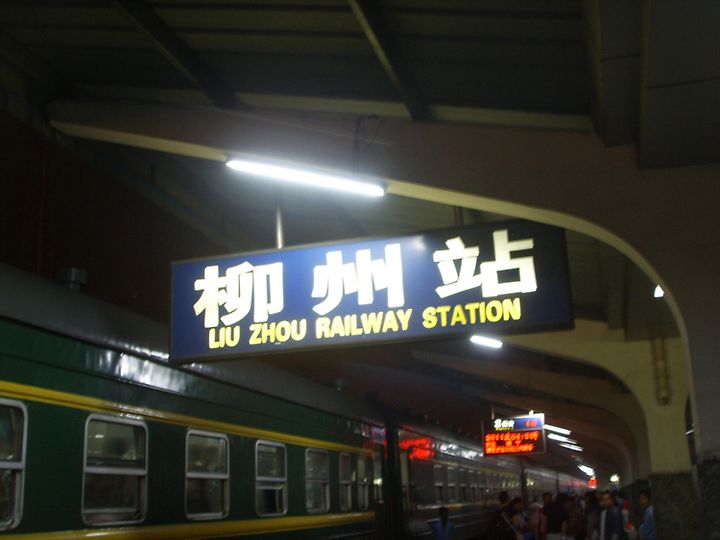 柳州站
LIU ZHOU RAILWAY STATION